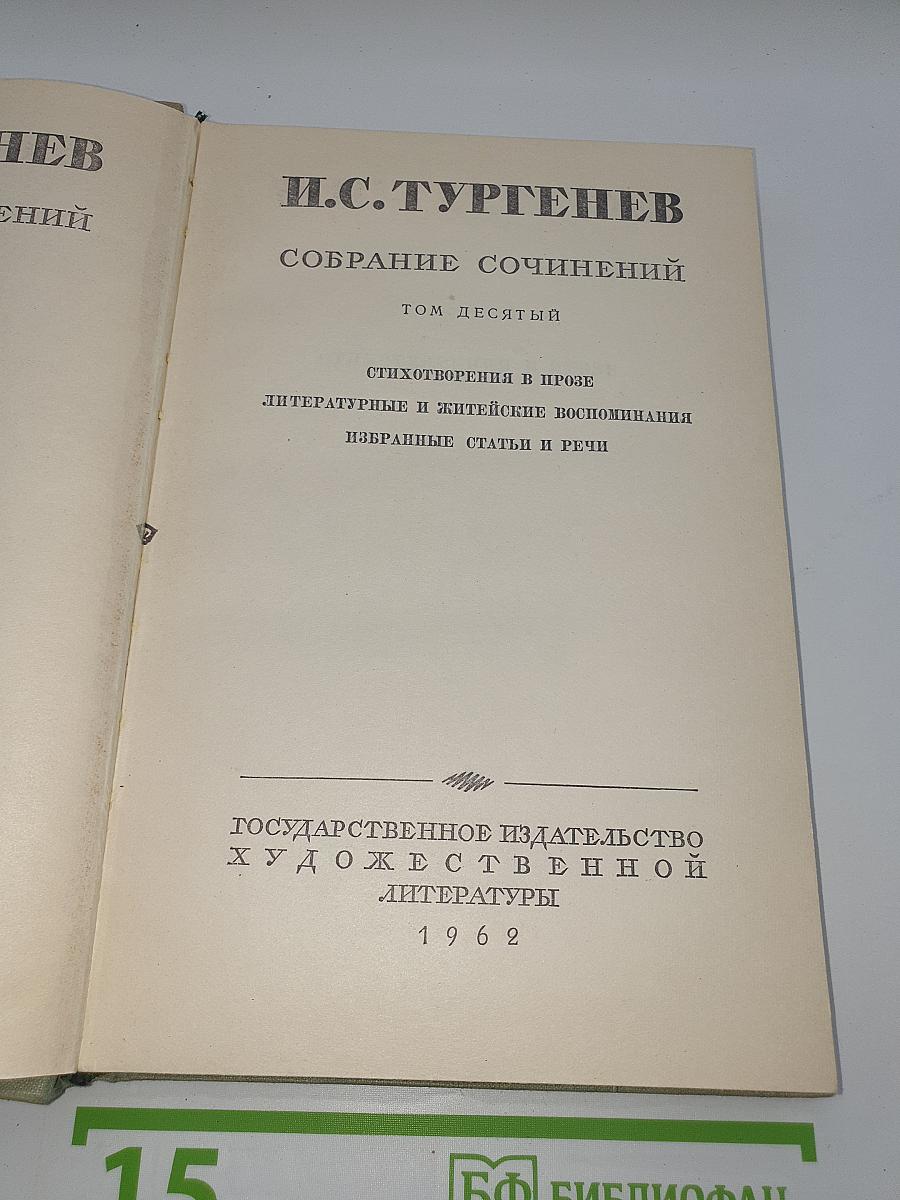 НЕВ
ЕНИЙ
И.С.ТУРГЕНЕВ
СОБРАНИЕ СОЧИНЕНИЙ
ТОМ ДЕСЯТЫЙ
СТИХОТВОРЕНИЯ В ПРОЗЕ
ЛИТЕРАТУРНЫЕ И ЖИТЕЙСКИЕ ВОСПОМИНАНИЯ
ИЗБРАННЫЕ СТАТЬИ И РЕЧИ
ГОСУДАРСТВЕННОЕ ИЗДАТЕЛЬСТВО
ХУДОЖЕСТВЕННОЙ
ЛИТЕРАТУРЫ
1962
15
БФ БИБЛИОФАН